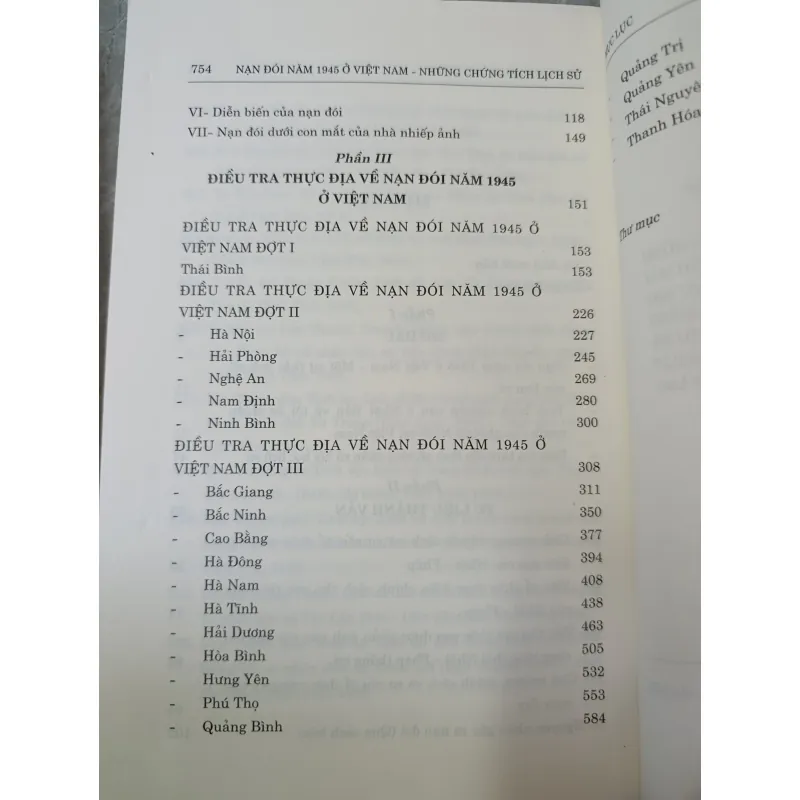 754 NẠN ĐÓI NĂM 1945 Ở VIỆT NAM - NHỮNG CHỨNG TÍCH LỊCH SỬ
VI- Diễn biến của nạn đói 118
VII- Nạn đói dưới con mắt của nhà nhiếp ảnh 149
Phần III
ĐIỀU TRA THỰC ĐỊA VỀ NẠN ĐÓI NĂM 1945
Ở VIỆT NAM 151
ĐIỀU TRA THỰC ĐỊA VỀ NẠN ĐÓI NĂM 1945 Ở
VIỆT NAM ĐỢT I 153
Thái Bình 153
ĐIỀU TRA THỰC ĐỊA VỀ NẠN ĐÓI NĂM 1945 Ở
VIỆT NAM ĐỢT II 226
- Hà Nội 227
- Hải Phòng 245
- Nghệ An 269
- Nam Định 280
- Ninh Bình 300
ĐIỀU TRA THỰC ĐỊA VỀ NẠN ĐÓI NĂM 1945 Ở
VIỆT NAM ĐỢT III 308
- Bắc Giang 311
- Bắc Ninh 350
- Cao Bằng 377
- Hà Đông 394
- Hà Nam 408
- Hà Tĩnh 438
- Hải Dương 463
- Hòa Bình 505
- Hưng Yên 532
- Phú Thọ 553
- Quảng Bình 584
LỤC
- Quảng Trị
- Quảng Yên
- Thái Nguyê
- Thanh Hóa
Thư mục